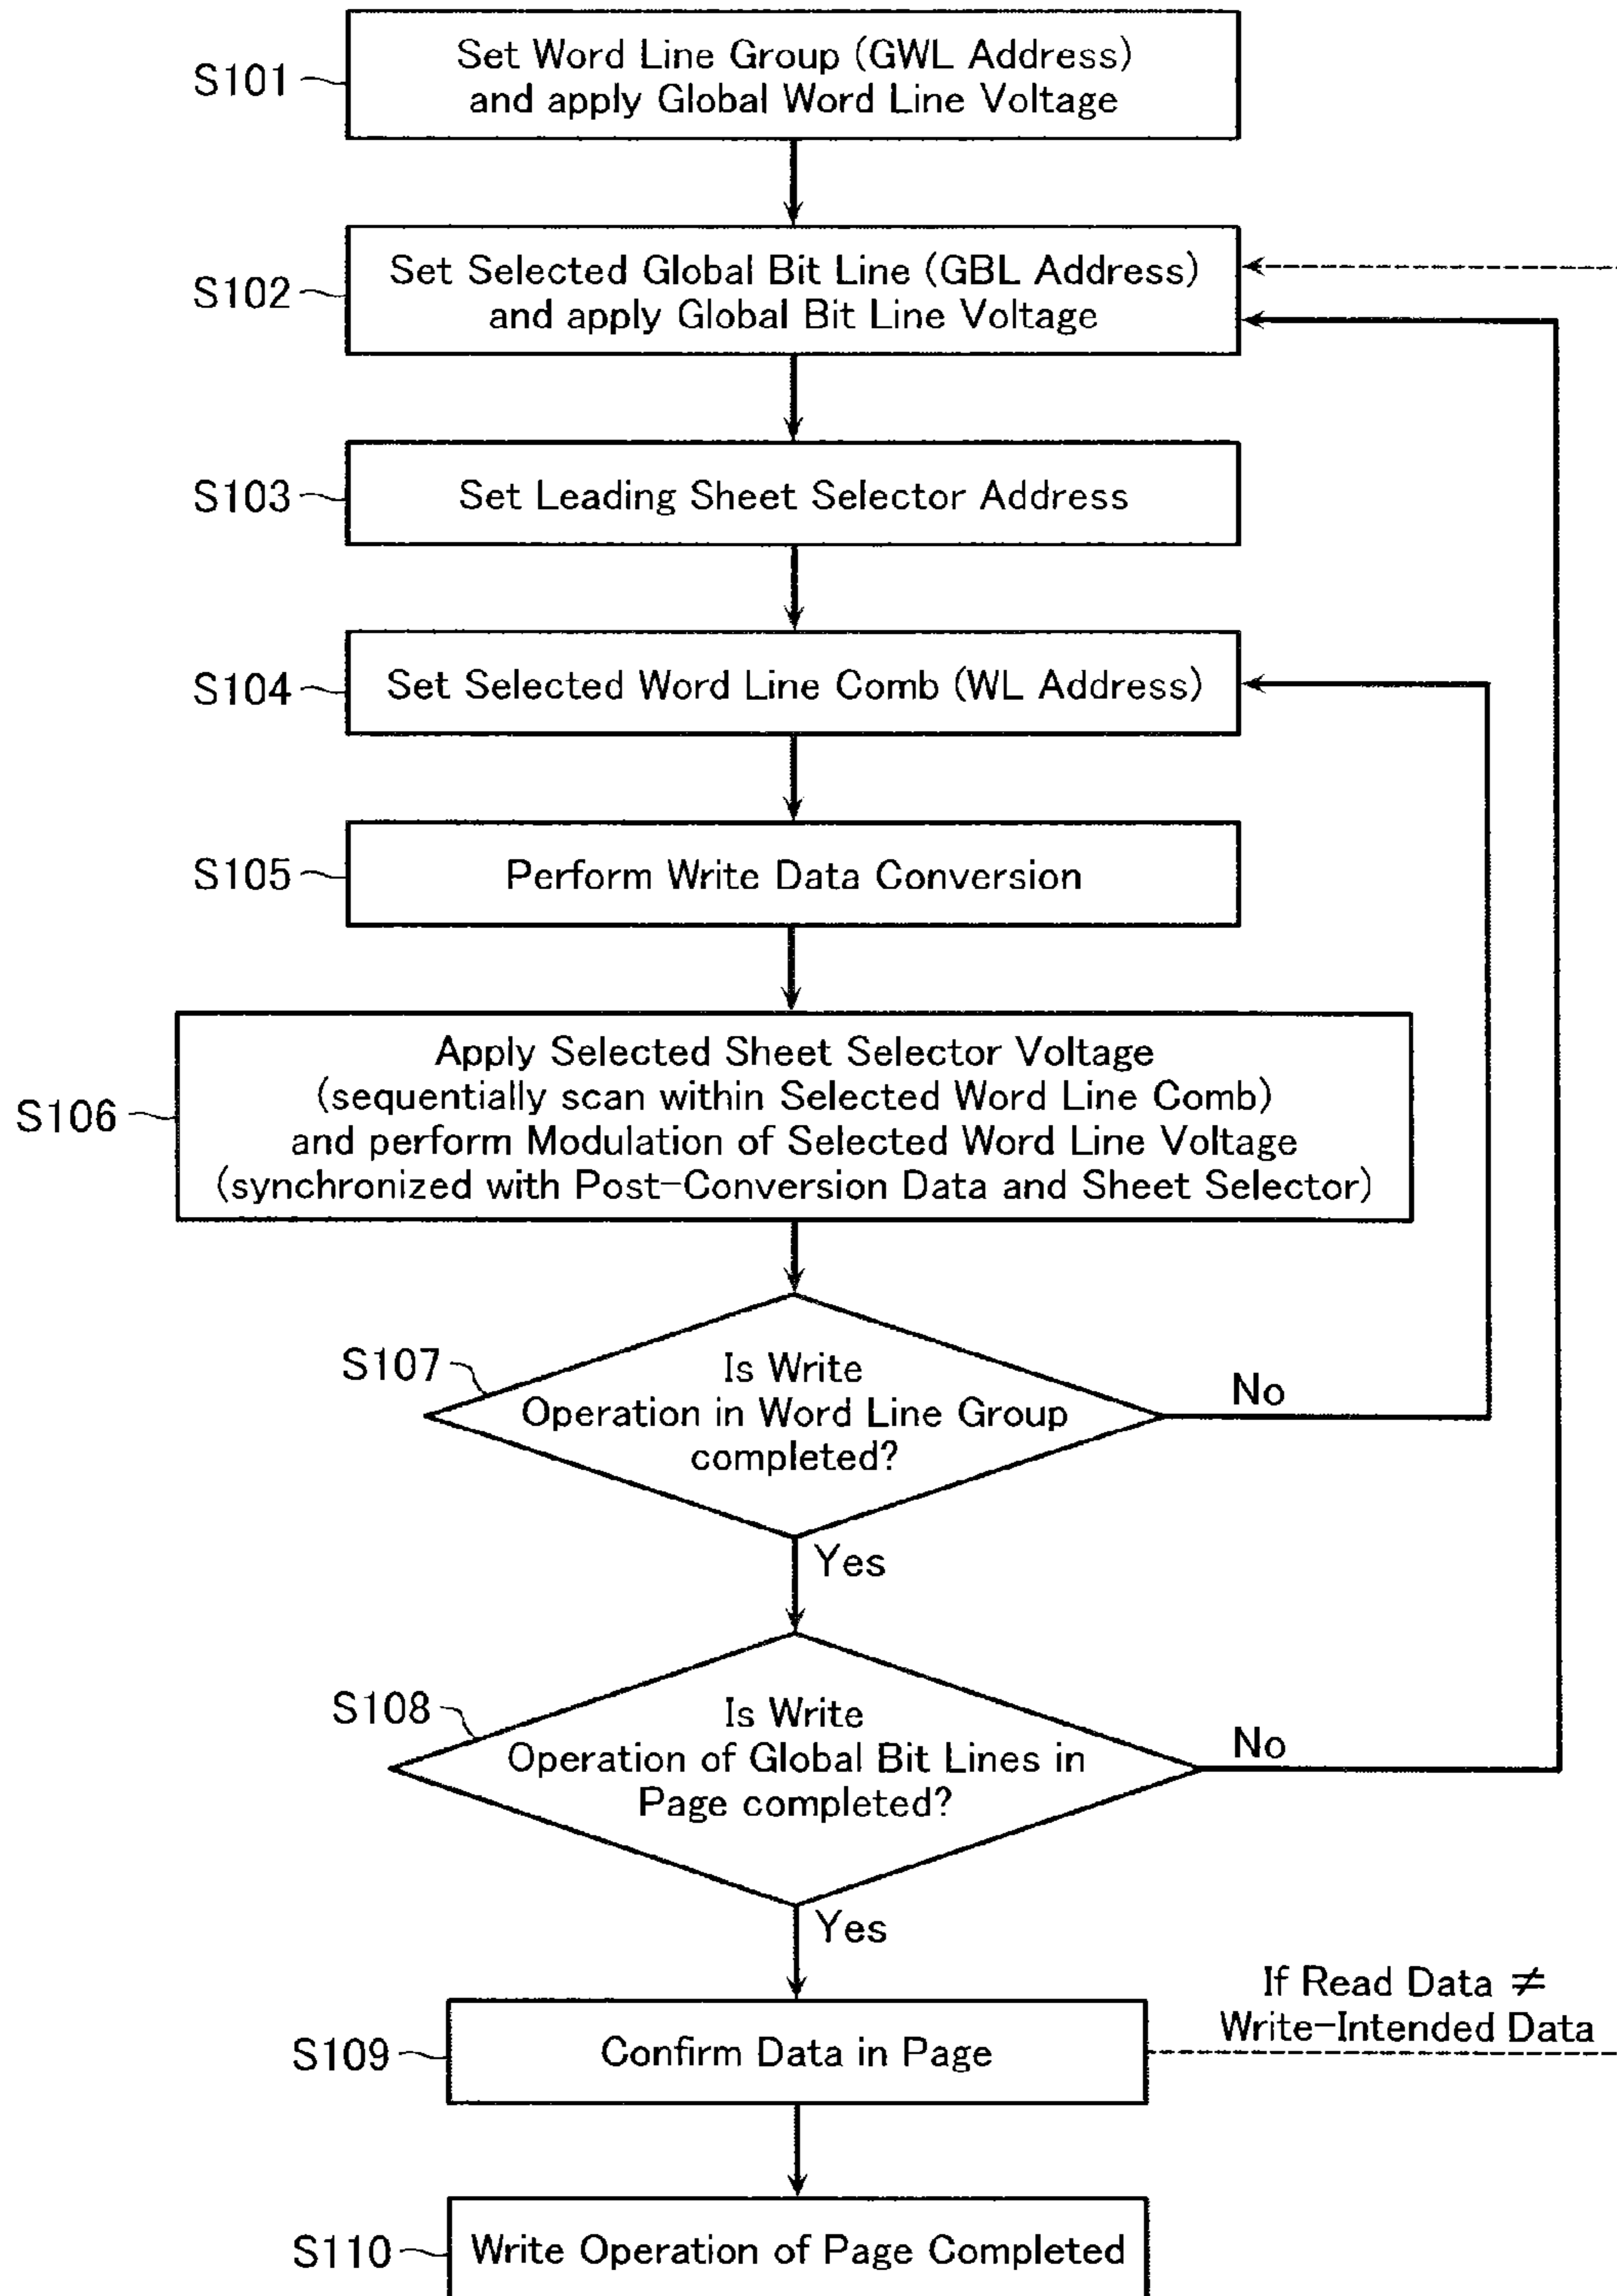 S101
Set Word Line Group (GWL Address)
and apply Global Word Line Voltage
S102
Set Selected Global Bit Line (GBL Address)
and apply Global Bit Line Voltage
S103
Set Leading Sheet Selector Address
S104
Set Selected Word Line Comb (WL Address)
S105
Perform Write Data Conversion
S106
Apply Selected Sheet Selector Voltage
(sequentially scan within Selected Word Line Comb)
and perform Modulation of Selected Word Line Voltage
(synchronized with Post-Conversion Data and Sheet Selector)
S107
Is Write
Operation in Word Line Group
completed?
No
Yes
S108
Is Write
Operation of Global Bit Lines in
Page completed?
No
Yes
If Read Data ≠
Write-Intended Data
S109
Confirm Data in Page
S110
Write Operation of Page Completed